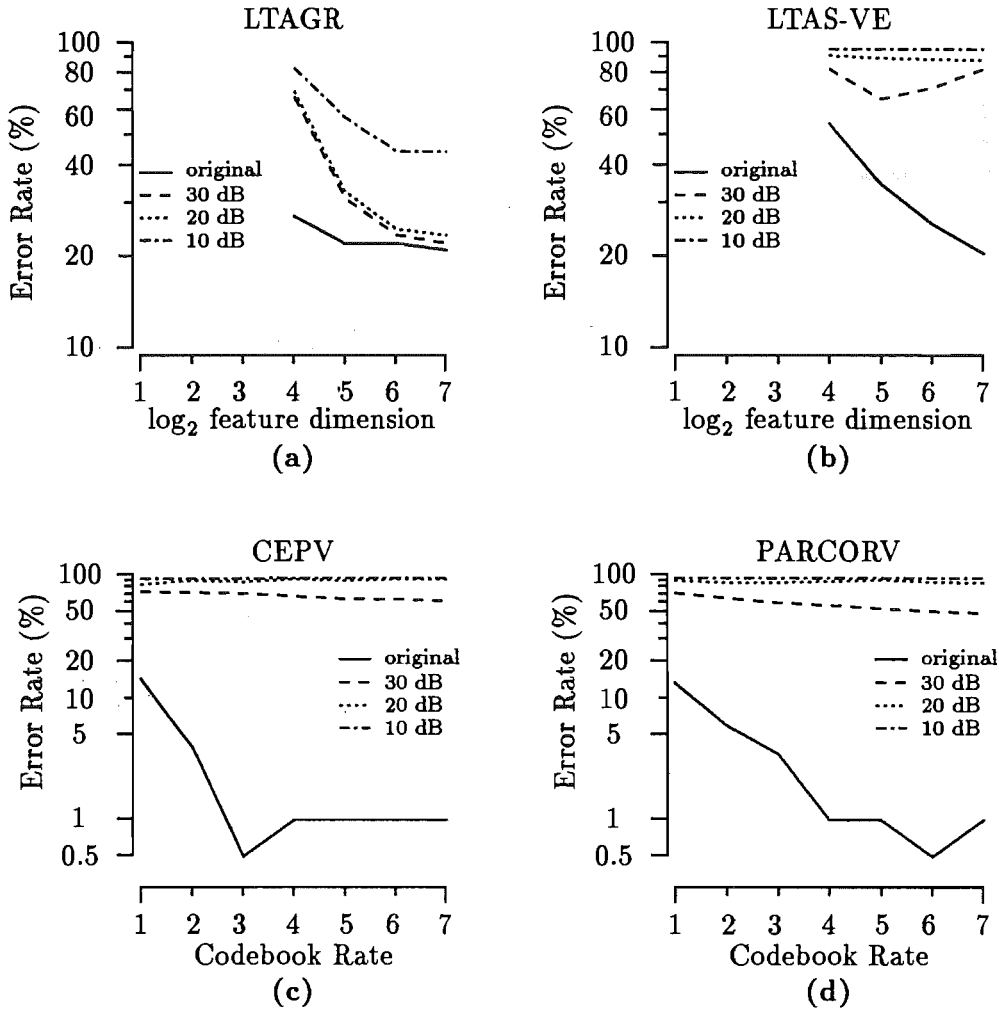 LTAGR
100
80
60
40
20
10
Error Rate (%)
original
30 dB
20 dB
10 dB
1 2 3 4 5 6 7
log₂ feature dimension
(a)
LTAS-VE
100
80
60
40
20
10
Error Rate (%)
original
30 dB
20 dB
10 dB
1 2 3 4 5 6 7
log₂ feature dimension
(b)
CEPV
100
50
20
10
5
1
0.5
Error Rate (%)
original
30 dB
20 dB
10 dB
1 2 3 4 5 6 7
Codebook Rate
(c)
PARCORV
100
50
20
10
5
1
0.5
Error Rate (%)
original
30 dB
20 dB
10 dB
1 2 3 4 5 6 7
Codebook Rate
(d)